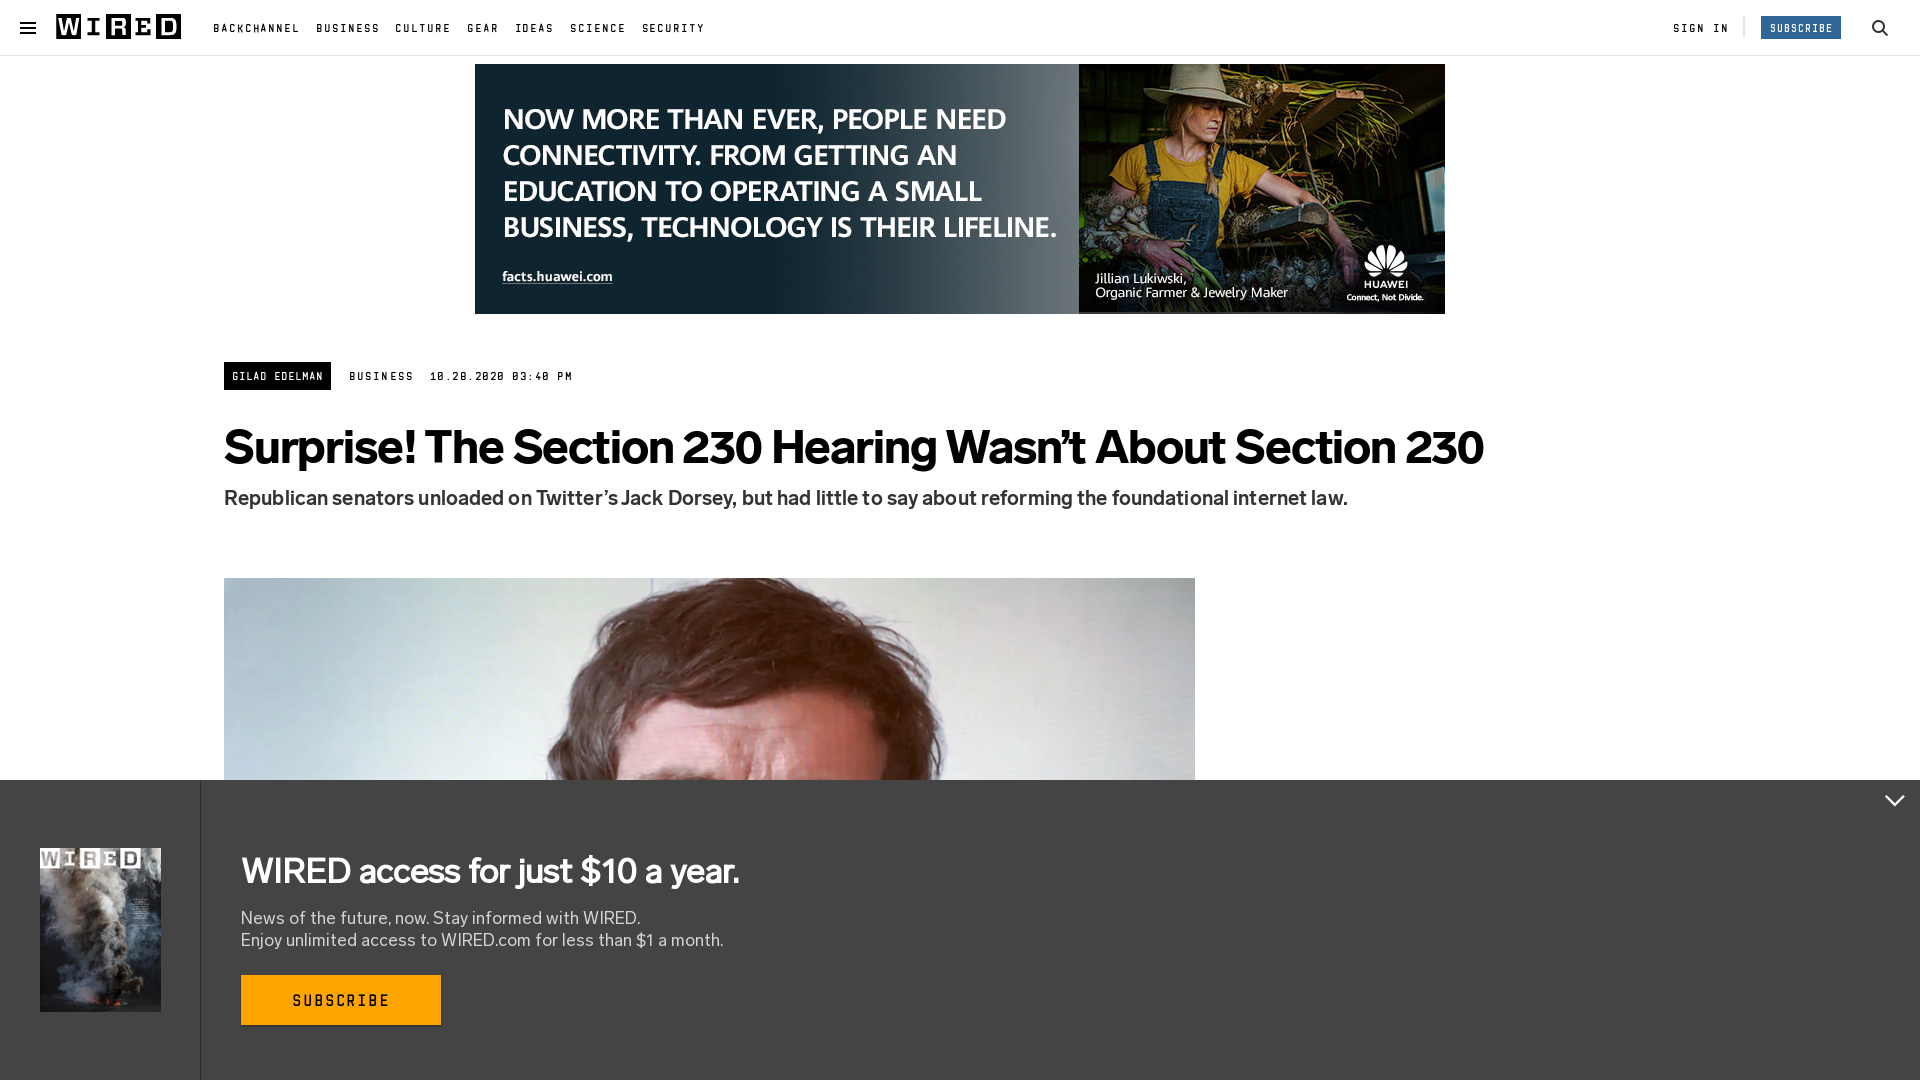 WIRED
BACKCHANNEL BUSINESS CULTURE GEAR IDEAS SCIENCE SECURITY
SIGN IN
SUBSCRIBE
NOW MORE THAN EVER, PEOPLE NEED
CONNECTIVITY. FROM GETTING AN
EDUCATION TO OPERATING A SMALL
BUSINESS, TECHNOLOGY IS THEIR LIFELINE.
facts.huawei.com
Jillian Lukiwski,
Organic Farmer & Jewelry Maker
HUAWEI
Connect, Not Divide.
GILAD EDELMAN
BUSINESS
10.28.2020 03:40 PM
Surprise! The Section 230 Hearing Wasn’t About Section 230
Republican senators unloaded on Twitter’s Jack Dorsey, but had little to say about reforming the foundational internet law.
WIRED
WIRED access for just $10 a year.
News of the future, now. Stay informed with WIRED.
Enjoy unlimited access to WIRED.com for less than $1 a month.
SUBSCRIBE